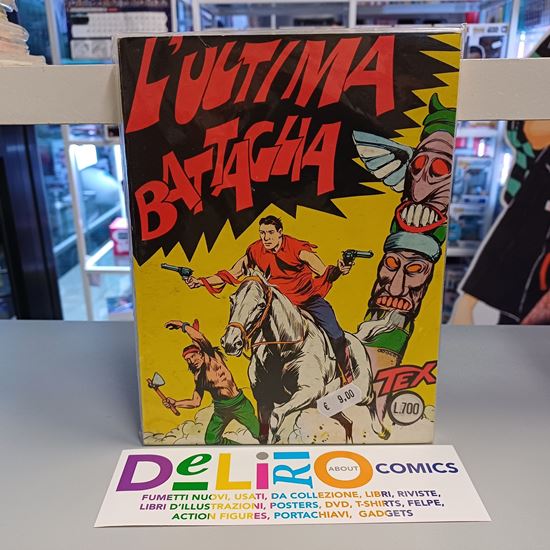 L'ULTIMA
BATTAGLIA
TEX
L.700
€ 9,00
DeLiRiO ABOUT COMICS
FUMETTI NUOVI, USATI, DA COLLEZIONE, LIBRI, RIVISTE,
LIBRI D'ILLUSTRAZIONI, POSTERS, DVD, T-SHIRTS, FELPE,
ACTION FIGURES, PORTACHIAVI, GADGETS